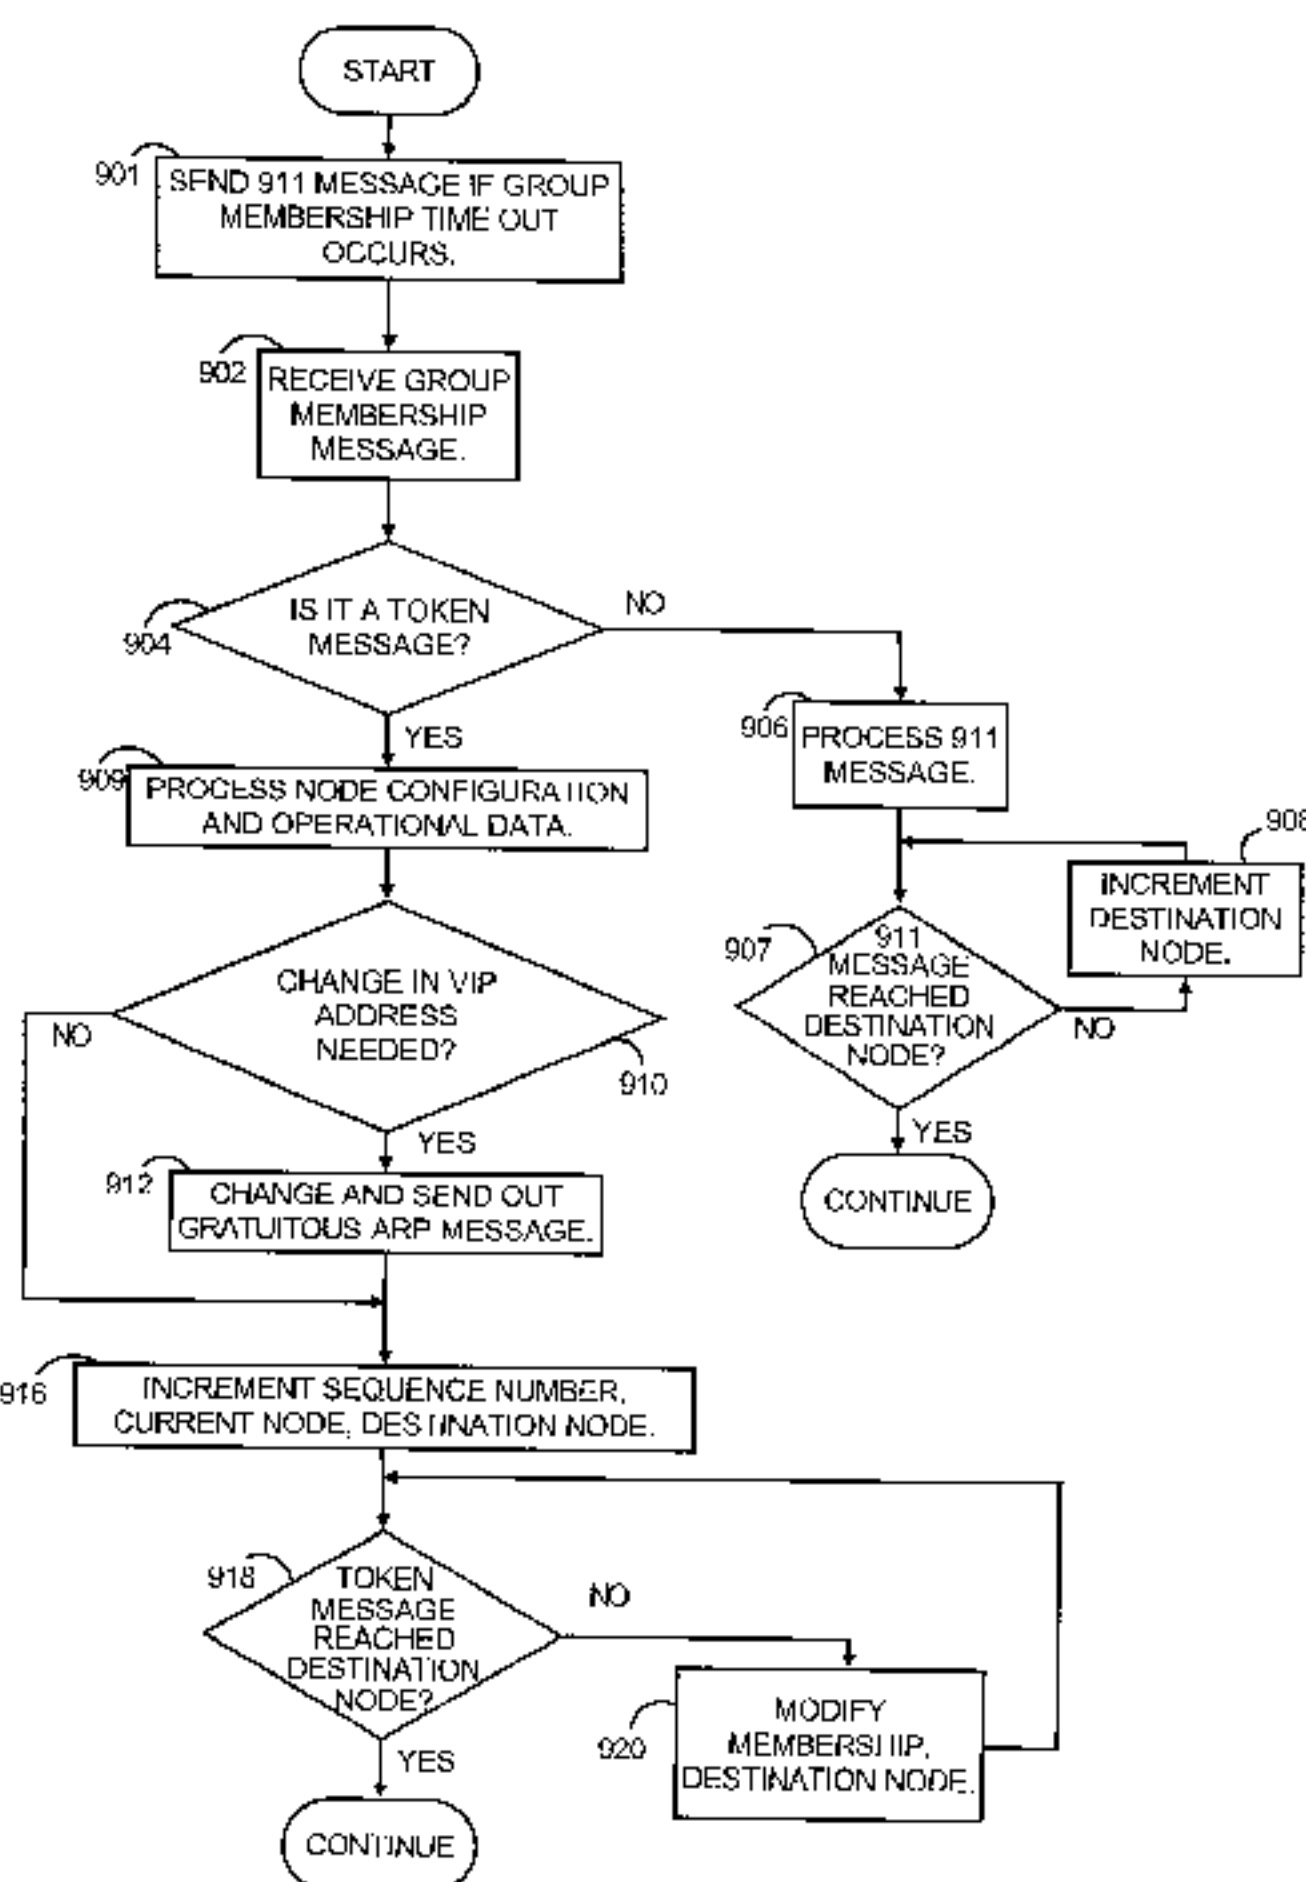 START
901
SEND 911 MESSAGE IF GROUP
MEMBERSHIP TIME OUT
OCCURS.
902
RECEIVE GROUP
MEMBERSHIP
MESSAGE.
904
IS IT A TOKEN
MESSAGE?
NO
YES
906
PROCESS 911
MESSAGE.
909
PROCESS NODE CONFIGURATION
AND OPERATIONAL DATA.
908
INCREMENT
DESTINATION
NODE.
907
911
MESSAGE
REACHED
DESTINATION
NODE?
NO
YES
CONTINUE
CHANGE IN VIP
ADDRESS
NEEDED?
NO
910
YES
912
CHANGE AND SEND OUT
GRATUITOUS ARP MESSAGE.
916
INCREMENT SEQUENCE NUMBER,
CURRENT NODE, DESTINATION NODE.
918
TOKEN
MESSAGE
REACHED
DESTINATION
NODE?
NO
YES
920
MODIFY
MEMBERSHIP,
DESTINATION NODE.
CONTINUE